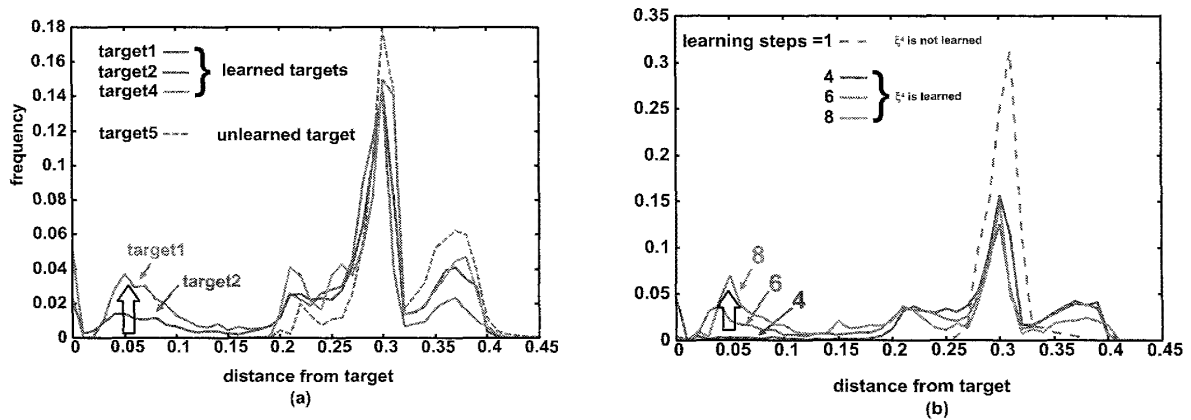 0.18
0.16
0.14
0.12
0.10
0.08
0.06
0.04
0.02
0
frequency
target1
target2
target4
} learned targets
target5
unlearned target
target1
target2
0 0.05 0.1 0.15 0.2 0.25 0.3 0.35 0.4 0.45
distance from target
(a)
0.35
0.3
0.25
0.2
0.15
0.1
0.05
0
learning steps =1
ξ⁴ is not learned
4
6
8
} ξ⁴ is learned
8
6
4
0 0.05 0.1 0.15 0.2 0.25 0.3 0.35 0.4 0.45
distance from target
(b)